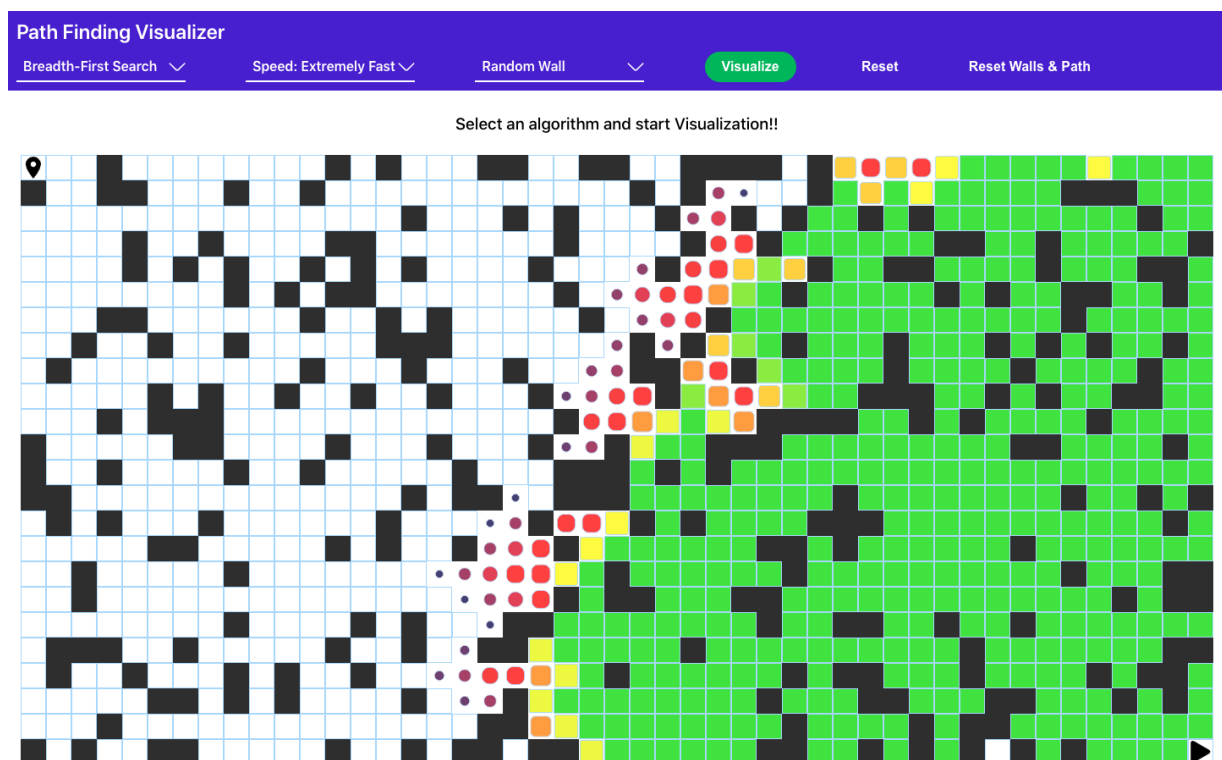 Path Finding Visualizer
Breadth-First Search Speed: Extremely Fast Random Wall Visualize Reset Reset Walls & Path
Select an algorithm and start Visualization!!